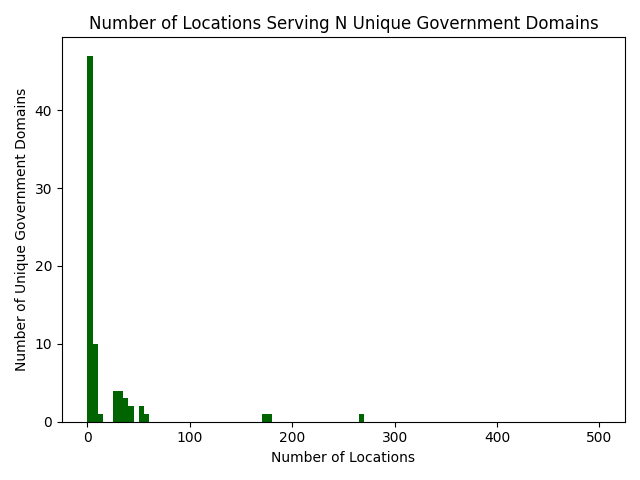 Number of Locations Serving N Unique Government Domains
Number of Unique Government Domains
40
30
20
10
0
0 100 200 300 400 500
Number of Locations